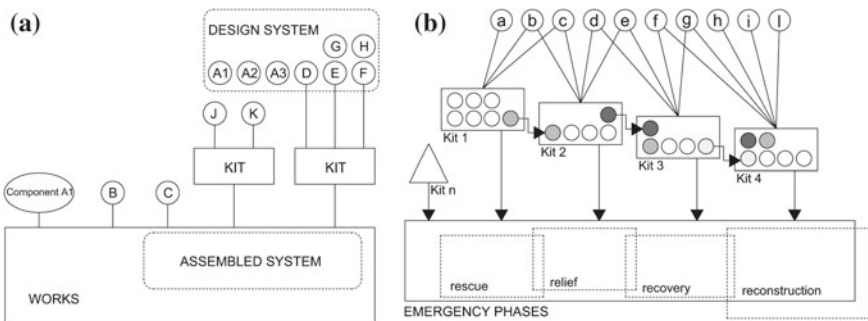 (a)
DESIGN SYSTEM
G H
A1 A2 A3 D E F
J K
KIT KIT
Component A1
B
C
ASSEMBLED SYSTEM
WORKS
(b)
a b c d e f g h i l
Kit 1
Kit 2
Kit 3
Kit 4
Kit n
rescue
relief
recovery
reconstruction
EMERGENCY PHASES